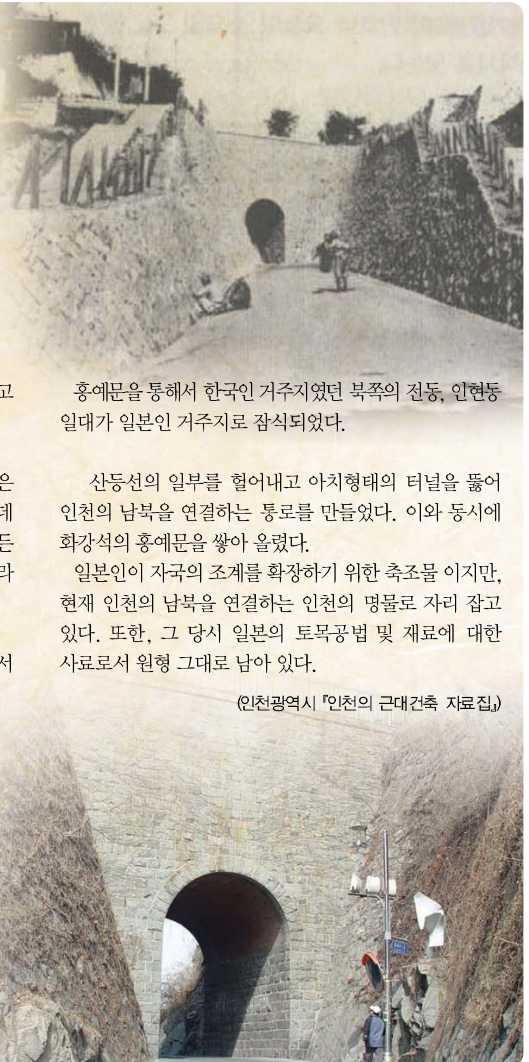 고
은
데
든
라
서
홍예문을 통해서 한국인 거주지였던 북쪽의 전동, 인현동
일대가 일본인 거주지로 잠식되었다.
산등선의 일부를 헐어내고 아치형태의 터널을 뚫어
인천의 남북을 연결하는 통로를 만들었다. 이와 동시에
화강석의 홍예문을 쌓아 올렸다.
일본인이 자국의 조계를 확장하기 위한 축조물 이지만,
현재 인천의 남북을 연결하는 인천의 명물로 자리 잡고
있다. 또한, 그 당시 일본의 토목공법 및 재료에 대한
사료로서 원형 그대로 남아 있다.
(인천광역시 『인천의 근대건축 자료집』)